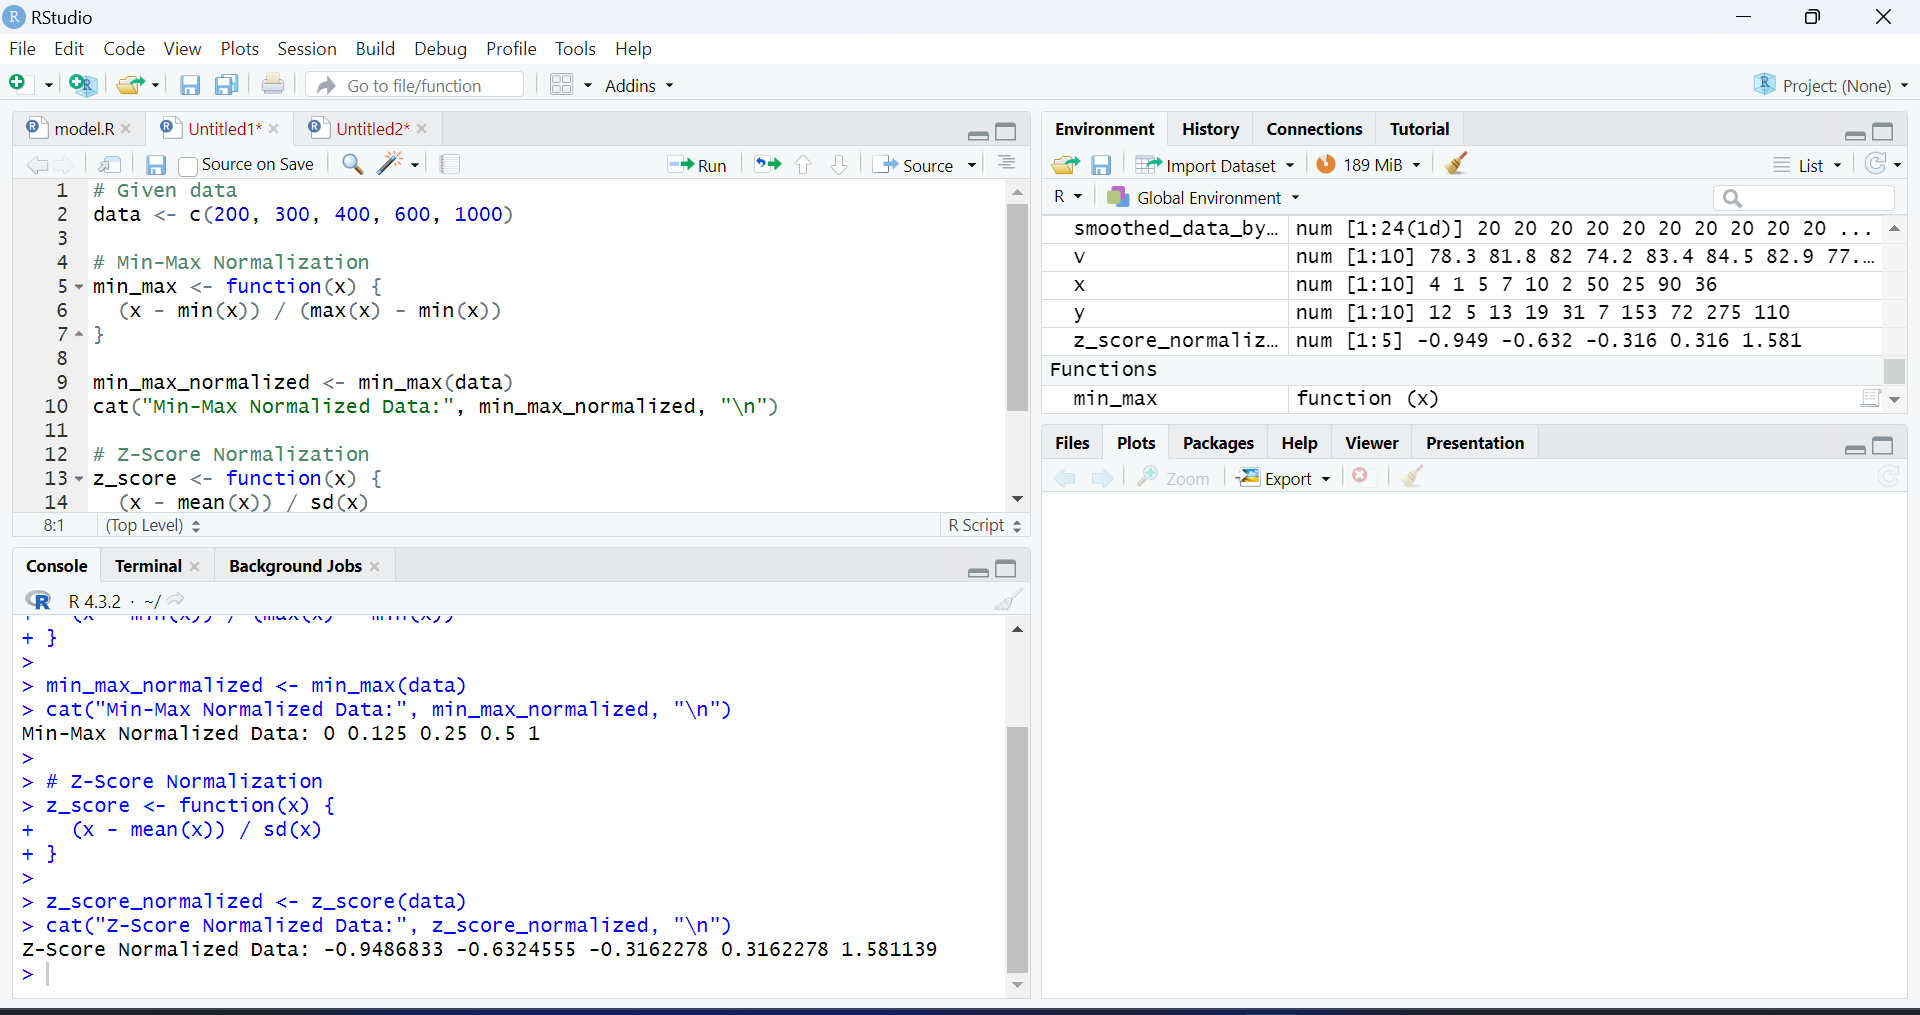 RStudio
File Edit Code View Plots Session Build Debug Profile Tools Help
Go to file/function Addins Project: (None)
model.R Untitled1* Untitled2*
Source on Save Run Source
1 # Given data
2 data <- c(200, 300, 400, 600, 1000)
3
4 # Min-Max Normalization
5 min_max <- function(x) {
6 (x - min(x)) / (max(x) - min(x))
7 }
8
9 min_max_normalized <- min_max(data)
10 cat("Min-Max Normalized Data:", min_max_normalized, "\n")
11
12 # Z-Score Normalization
13 z_score <- function(x) {
14 (x - mean(x)) / sd(x)
8:1 (Top Level) R Script
Console Terminal Background Jobs
R 4.3.2 · ~/
+ (x - min(x)) / (max(x) - min(x))
+ }
>
> min_max_normalized <- min_max(data)
> cat("Min-Max Normalized Data:", min_max_normalized, "\n")
Min-Max Normalized Data: 0 0.125 0.25 0.5 1
>
> # Z-Score Normalization
> z_score <- function(x) {
+ (x - mean(x)) / sd(x)
+ }
>
> z_score_normalized <- z_score(data)
> cat("Z-Score Normalized Data:", z_score_normalized, "\n")
Z-Score Normalized Data: -0.9486833 -0.6324555 -0.3162278 0.3162278 1.581139
>
Environment History Connections Tutorial
Import Dataset 189 MiB List
R Global Environment
smoothed_data_by… num [1:24(1d)] 20 20 20 20 20 20 20 20 20 20 ...
v num [1:10] 78.3 81.8 82 74.2 83.4 84.5 82.9 77.…
x num [1:10] 4 1 5 7 10 2 50 25 90 36
y num [1:10] 12 5 13 19 31 7 153 72 275 110
z_score_normaliz… num [1:5] -0.949 -0.632 -0.316 0.316 1.581
Functions
min_max function (x)
Files Plots Packages Help Viewer Presentation
Zoom Export